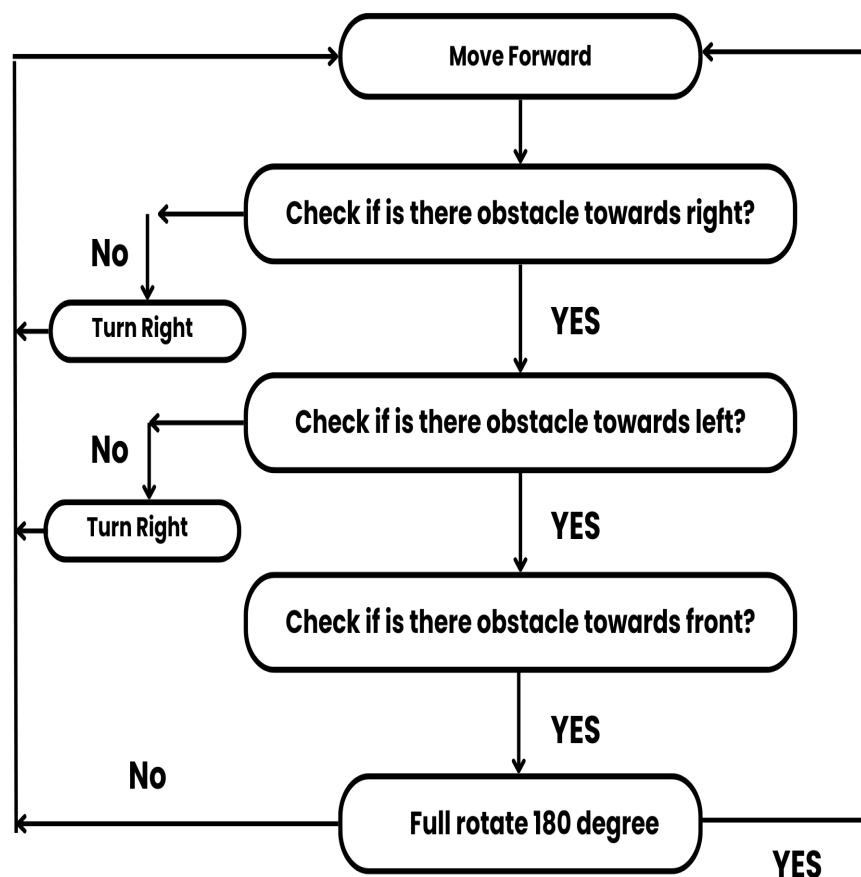 Move Forward
Check if is there obstacle towards right?
No
Turn Right
YES
Check if is there obstacle towards left?
No
Turn Right
YES
Check if is there obstacle towards front?
YES
No
Full rotate 180 degree
YES